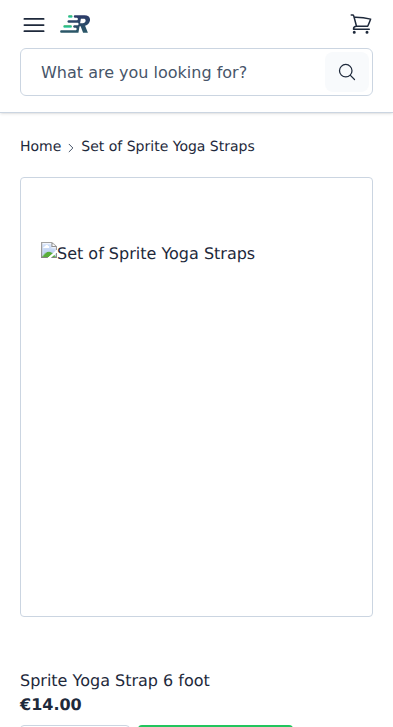 What are you looking for?
Home > Set of Sprite Yoga Straps
Set of Sprite Yoga Straps
Sprite Yoga Strap 6 foot
€14.00